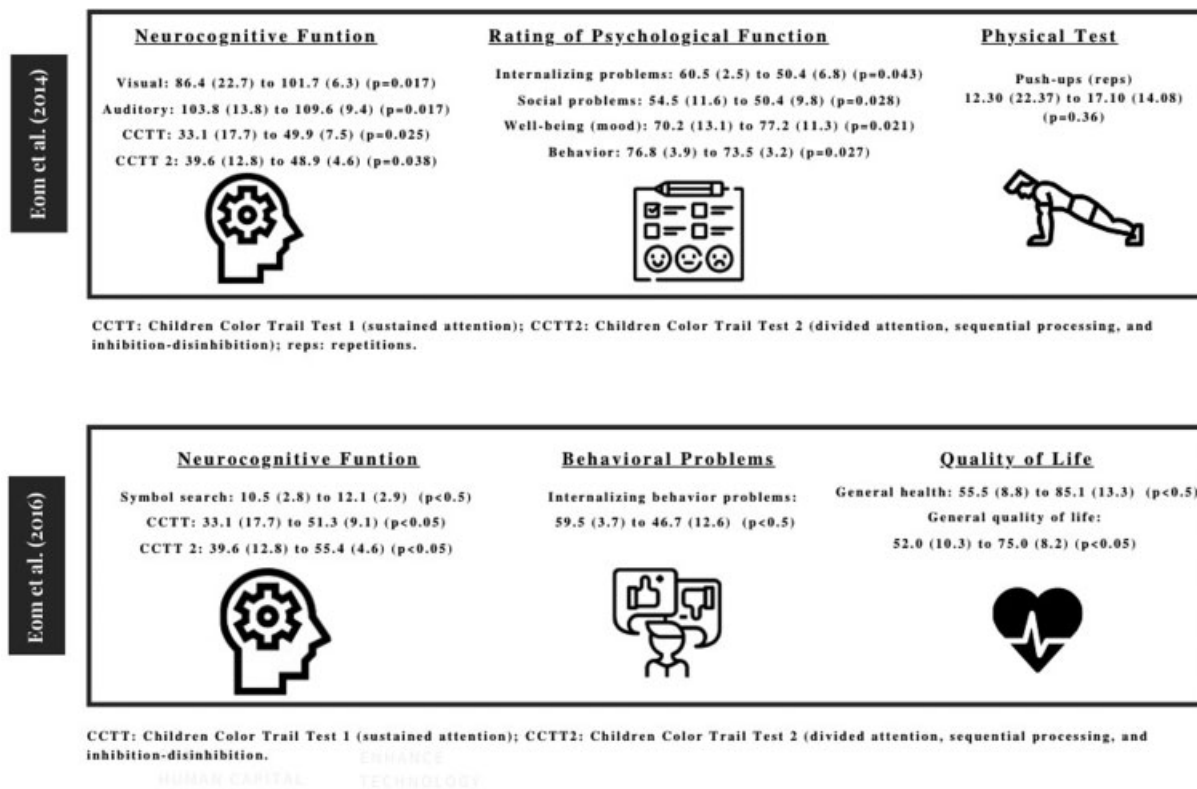 Eom et al. (2014)
Neurocognitive Funtion
Visual: 86.4 (22.7) to 101.7 (6.3) (p=0.017)
Auditory: 103.8 (13.8) to 109.6 (9.4) (p=0.017)
CCTT: 33.1 (17.7) to 49.9 (7.5) (p=0.025)
CCTT 2: 39.6 (12.8) to 48.9 (4.6) (p=0.038)
Rating of Psychological Function
Internalizing problems: 60.5 (2.5) to 50.4 (6.8) (p=0.043)
Social problems: 54.5 (11.6) to 50.4 (9.8) (p=0.028)
Well-being (mood): 70.2 (13.1) to 77.2 (11.3) (p=0.021)
Behavior: 76.8 (3.9) to 73.5 (3.2) (p=0.027)
Physical Test
Push-ups (reps)
12.30 (22.37) to 17.10 (14.08)
(p=0.36)
CCTT: Children Color Trail Test 1 (sustained attention); CCTT2: Children Color Trail Test 2 (divided attention, sequential processing, and
inhibition-disinhibition); reps: repetitions.
Eom et al. (2016)
Neurocognitive Funtion
Symbol search: 10.5 (2.8) to 12.1 (2.9) (p<0.5)
CCTT: 33.1 (17.7) to 51.3 (9.1) (p<0.05)
CCTT 2: 39.6 (12.8) to 55.4 (4.6) (p<0.05)
Behavioral Problems
Internalizing behavior problems:
59.5 (3.7) to 46.7 (12.6) (p<0.5)
Quality of Life
General health: 55.5 (8.8) to 85.1 (13.3) (p<0.5)
General quality of life:
52.0 (10.3) to 75.0 (8.2) (p<0.05)
CCTT: Children Color Trail Test 1 (sustained attention); CCTT2: Children Color Trail Test 2 (divided attention, sequential processing, and
inhibition-disinhibition.
ENHANCE
HUMAN CAPITAL
TECHNOLOGY